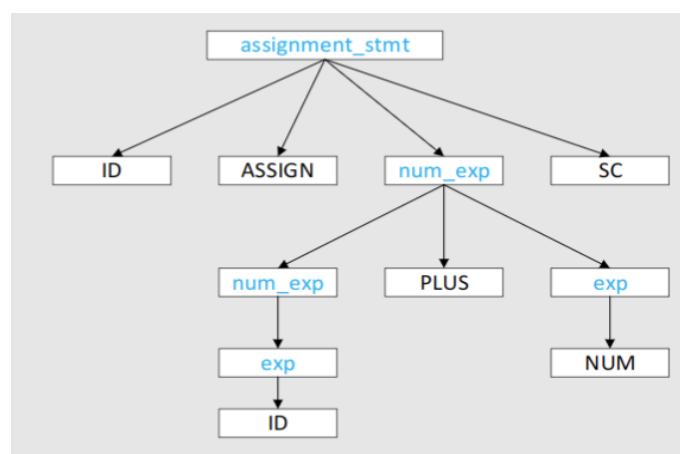 assignment_stmt
ID ASSIGN num_exp SC
num_exp PLUS exp
exp NUM
ID